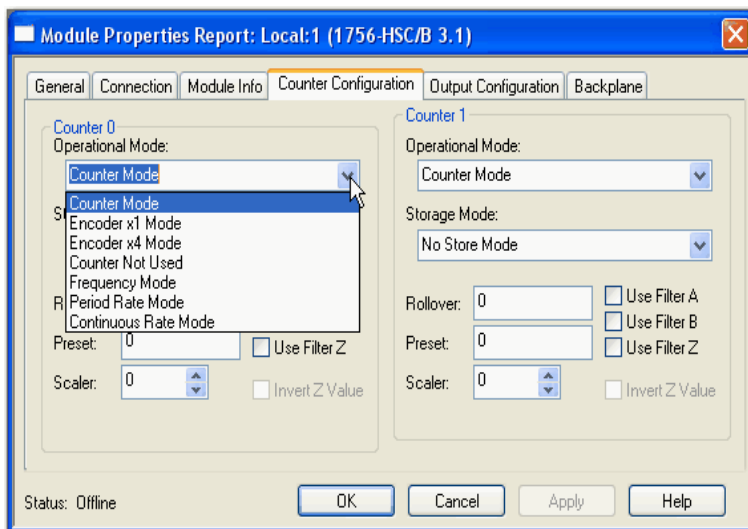 Module Properties Report: Local:1 (1756-HSC/B 3.1)
General Connection Module Info Counter Configuration Output Configuration Backplane
Counter 0
Operational Mode:
Counter Mode
Counter Mode
Encoder x1 Mode
Encoder x4 Mode
Counter Not Used
Frequency Mode
Period Rate Mode
Continuous Rate Mode
S
R
Preset: 0
Use Filter Z
Scaler: 0
Invert Z Value
Counter 1
Operational Mode:
Counter Mode
Storage Mode:
No Store Mode
Rollover: 0
Use Filter A
Use Filter B
Preset: 0
Use Filter Z
Scaler: 0
Invert Z Value
Status: Offline
OK Cancel Apply Help